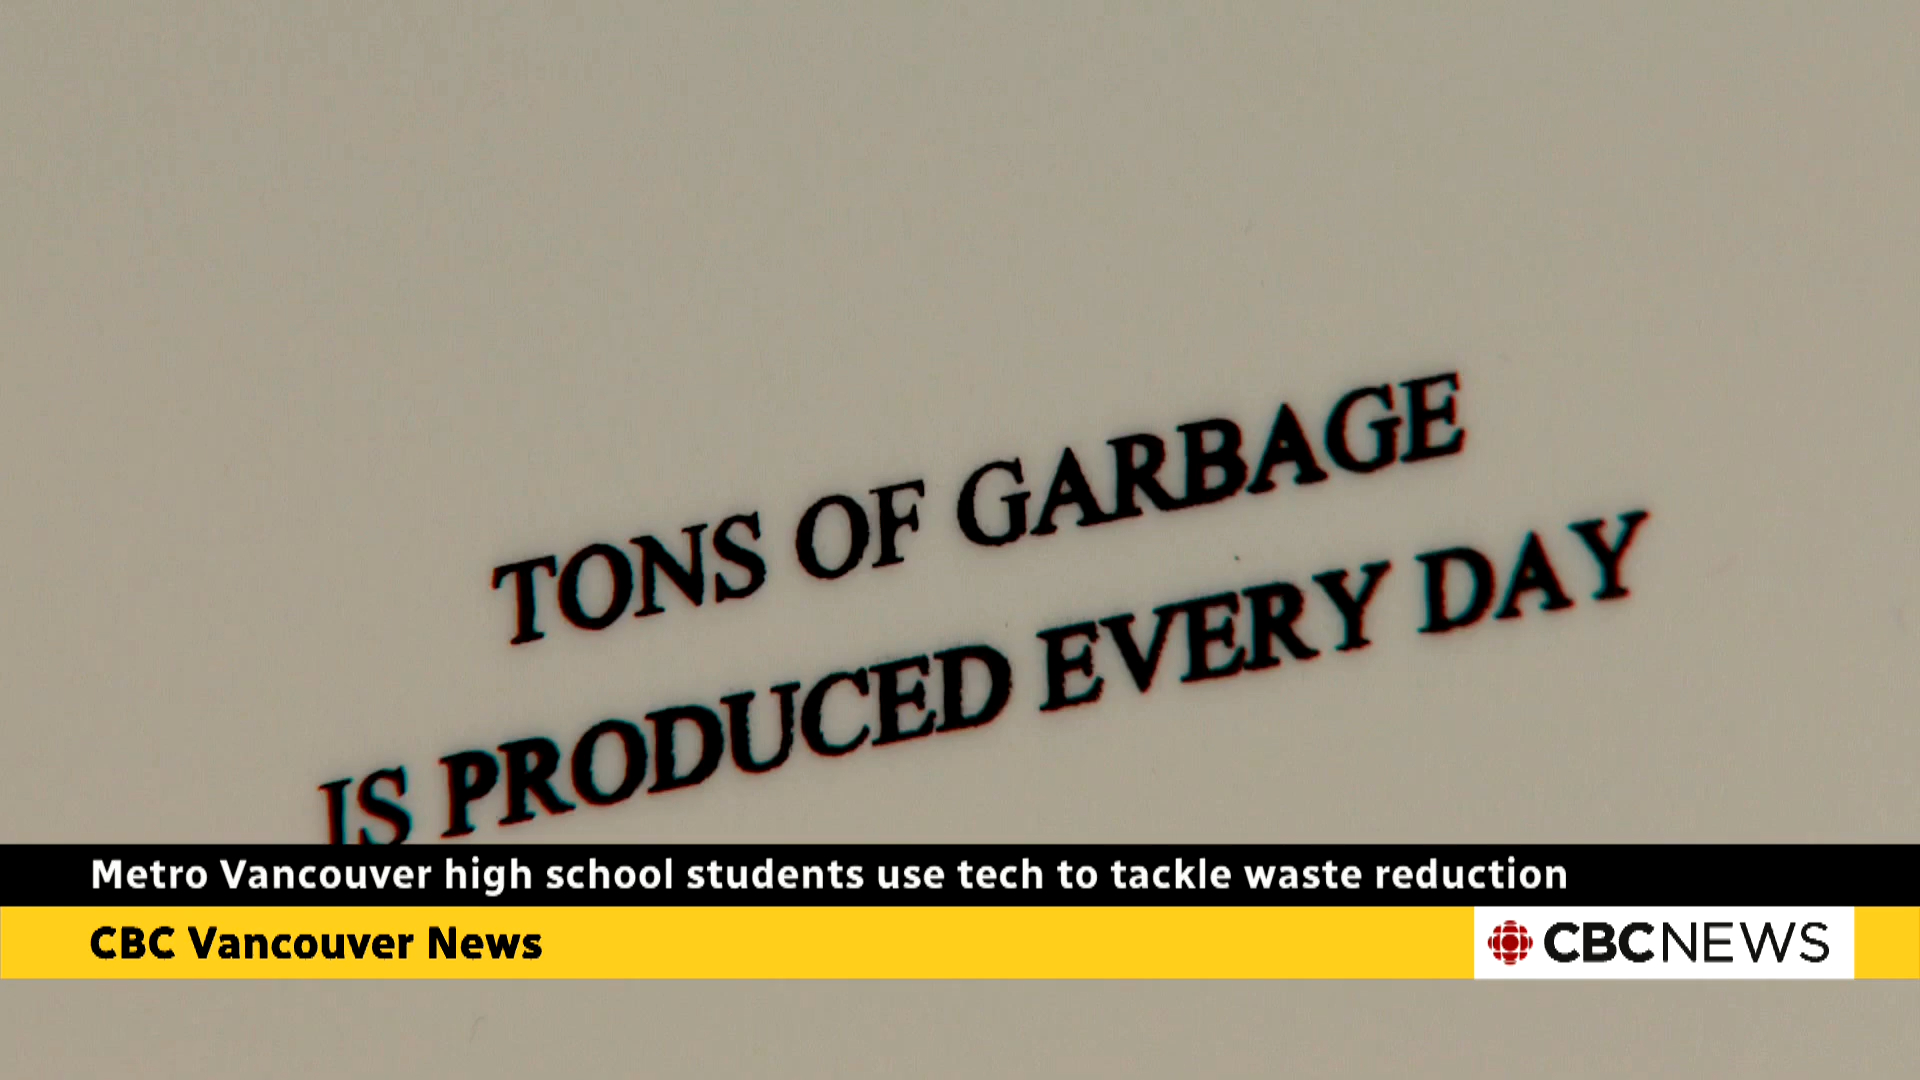 TONS OF GARBAGE
IS PRODUCED EVERY DAY
Metro Vancouver high school students use tech to tackle waste reduction
CBC Vancouver News
CBCNEWS